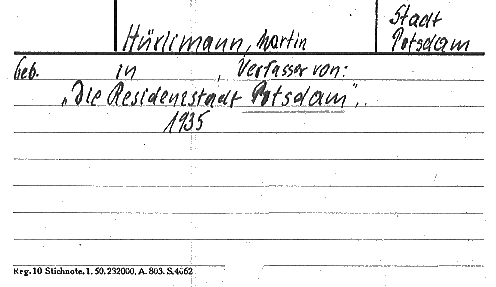 Stadt
Hürlimann, Martin Potsdam
Geb. in , Verfasser von:
„Die Residenzstadt Potsdam",.
1935
Reg. 10 Stichnote. 1. 50. 232000. A. 803. S. 4662